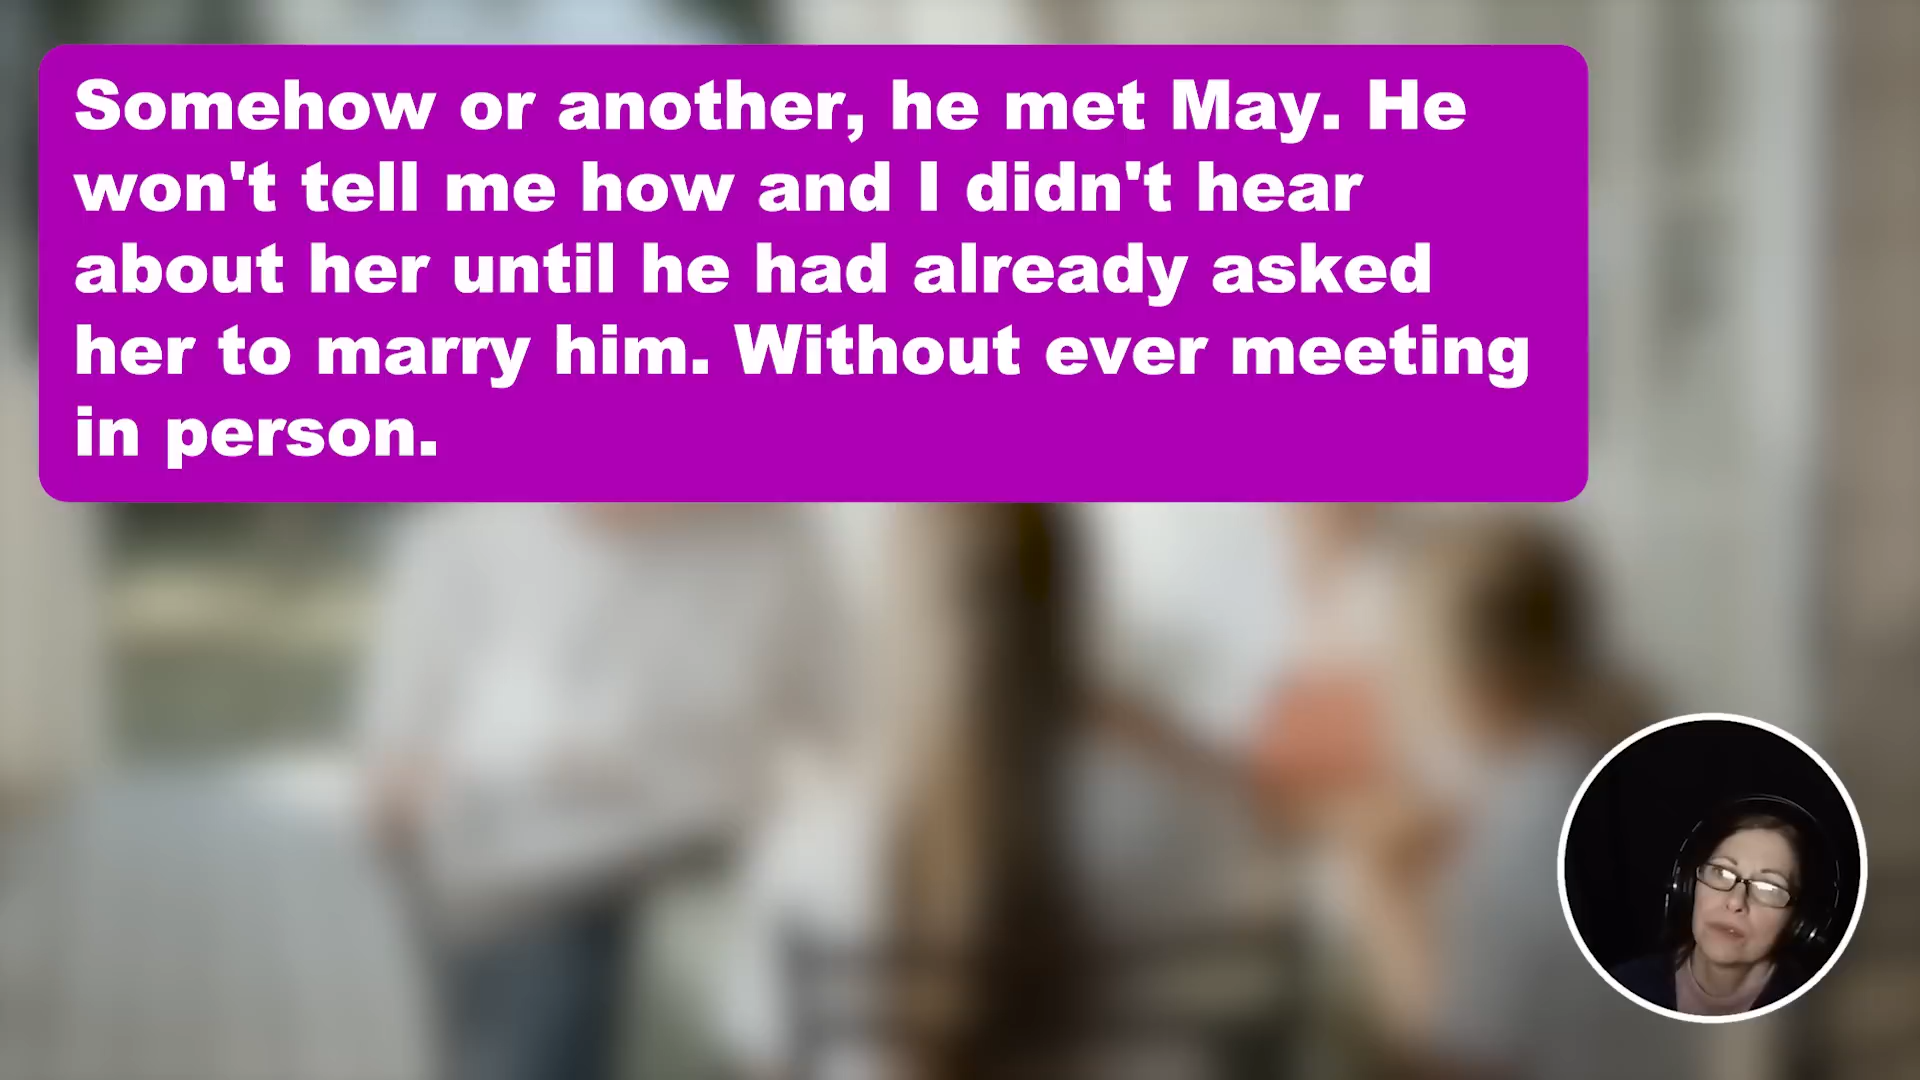 Somehow or another, he met May. He
won't tell me how and I didn't hear
about her until he had already asked
her to marry him. Without ever meeting
in person.